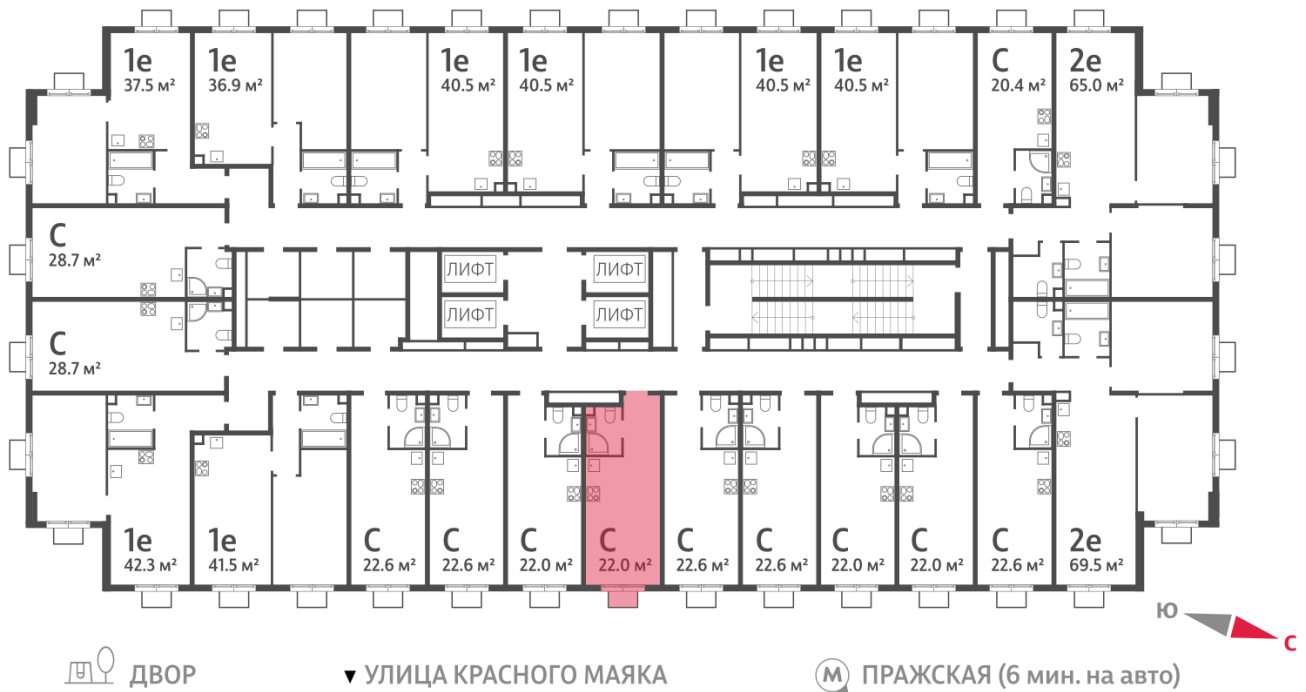 1е
37.5 м²
1е
36.9 м²
1е
40.5 м²
1е
40.5 м²
1е
40.5 м²
1е
40.5 м²
С
20.4 м²
2е
65.0 м²
С
28.7 м²
ЛИФТ
ЛИФТ
ЛИФТ
ЛИФТ
С
28.7 м²
1е
42.3 м²
1е
41.5 м²
С
22.6 м²
С
22.6 м²
С
22.0 м²
С
22.0 м²
С
22.6 м²
С
22.6 м²
С
22.0 м²
С
22.0 м²
С
22.6 м²
2е
69.5 м²
Ю
С
ДВОР
▼ УЛИЦА КРАСНОГО МАЯКА
М ПРАЖСКАЯ (6 мин. на авто)